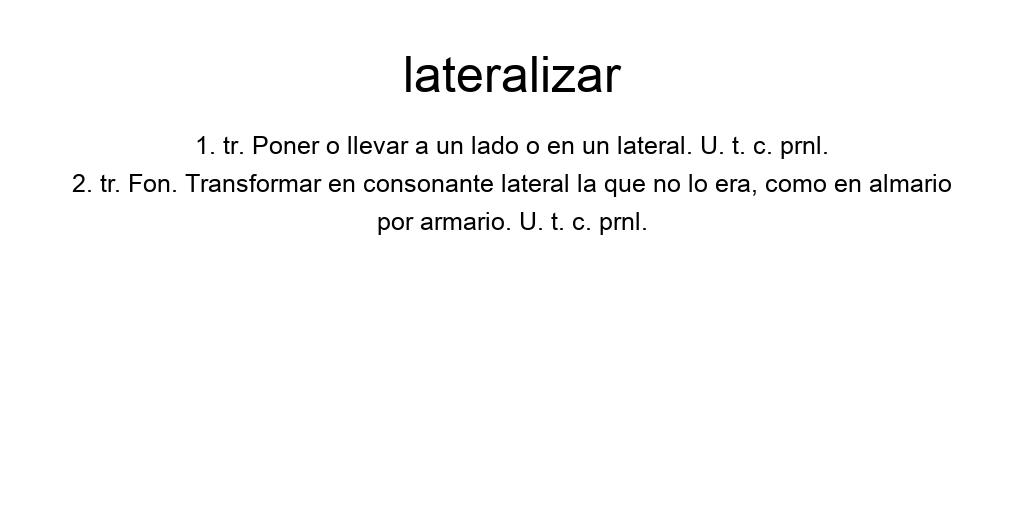 lateralizar
1. tr. Poner o llevar a un lado o en un lateral. U. t. c. prnl.
2. tr. Fon. Transformar en consonante lateral la que no lo era, como en almario
por armario. U. t. c. prnl.